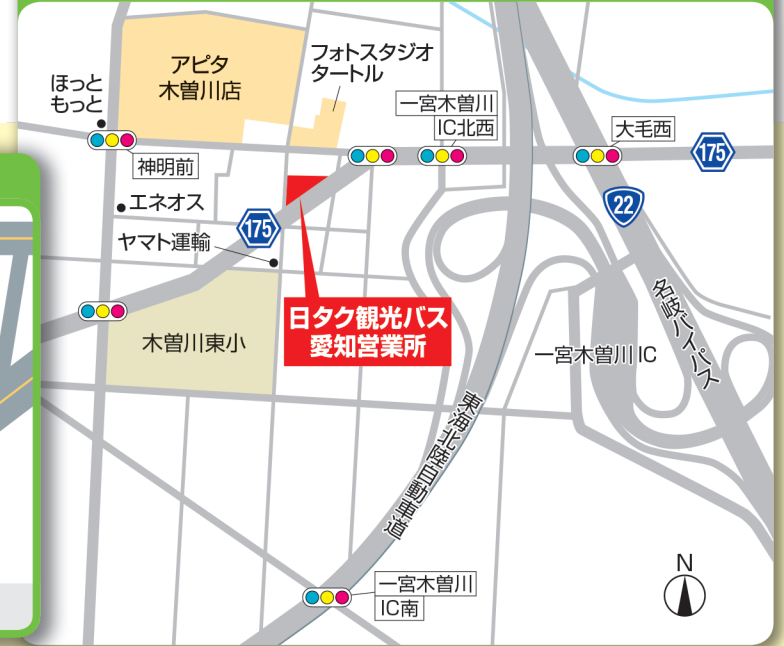 アピタ
木曽川店
フォトスタジオ
タートル
ほっと
もっと
一宮木曽川
IC北西
大毛西
神明前
175
22
エネオス
175
ヤマト運輸
日タク観光バス
愛知営業所
木曽川東小
一宮木曽川IC
名岐バイパス
東海北陸自動車道
一宮木曽川
IC南
N